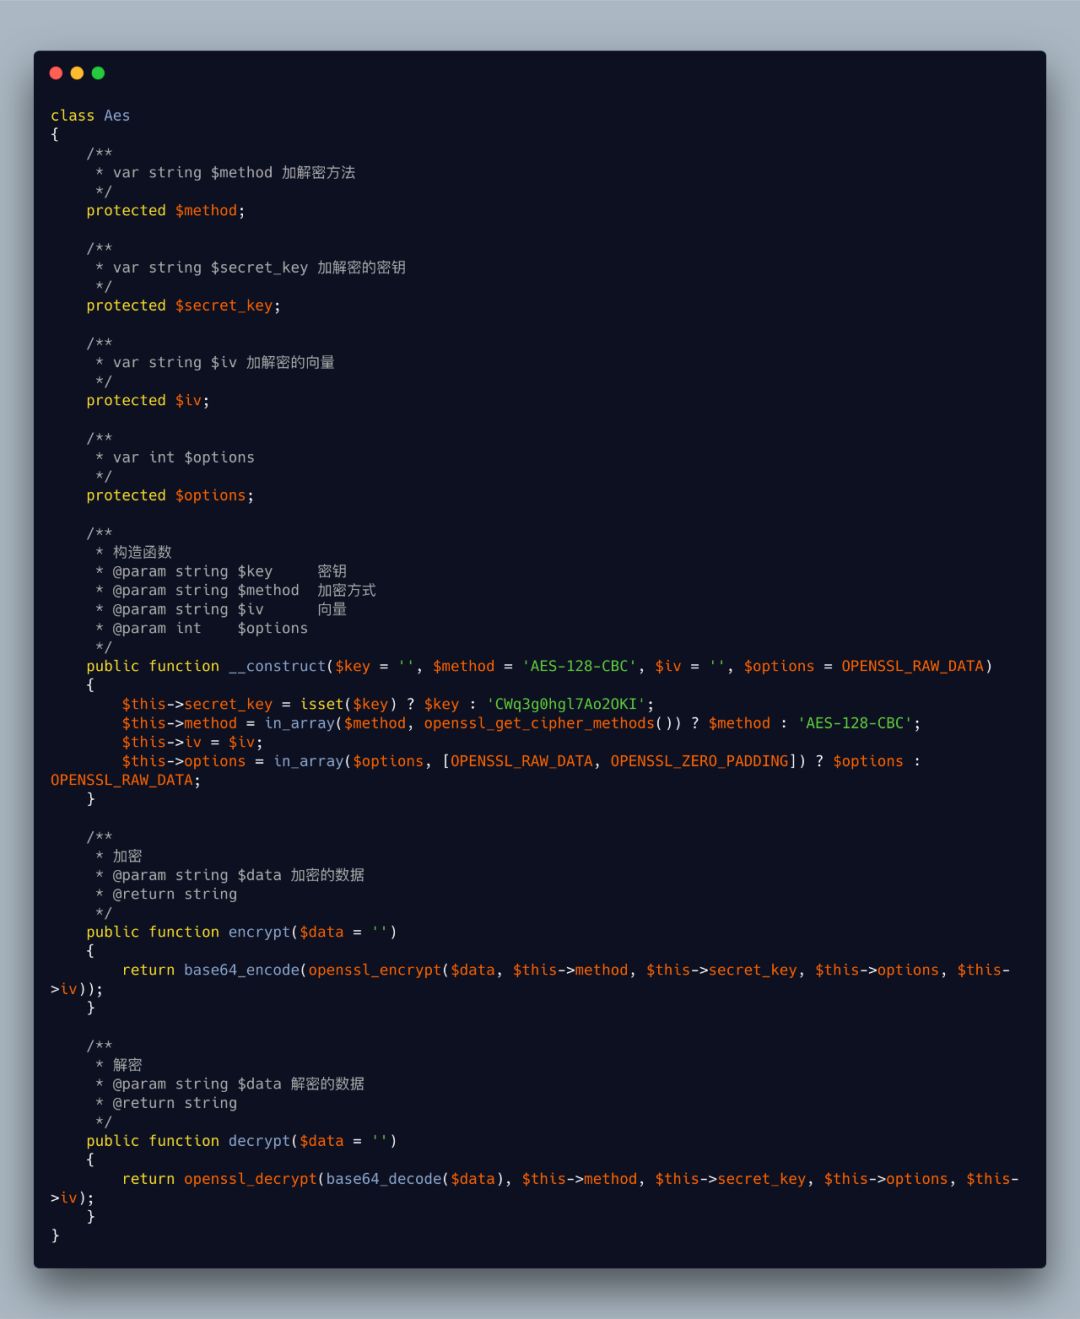 class Aes
{
    /**
     * var string $method 加解密方法
     */
    protected $method;

    /**
     * var string $secret_key 加解密的密钥
     */
    protected $secret_key;

    /**
     * var string $iv 加解密的向量
     */
    protected $iv;

    /**
     * var int $options
     */
    protected $options;

    /**
     * 构造函数
     * @param string $key     密钥
     * @param string $method  加密方式
     * @param string $iv      向量
     * @param int    $options
     */
    public function __construct($key = '', $method = 'AES-128-CBC', $iv = '', $options = OPENSSL_RAW_DATA)
    {
        $this->secret_key = isset($key) ? $key : 'CWq3g0hgl7Ao2OKI';
        $this->method = in_array($method, openssl_get_cipher_methods()) ? $method : 'AES-128-CBC';
        $this->iv = $iv;
        $this->options = in_array($options, [OPENSSL_RAW_DATA, OPENSSL_ZERO_PADDING]) ? $options :
OPENSSL_RAW_DATA;
    }

    /**
     * 加密
     * @param string $data 加密的数据
     * @return string
     */
    public function encrypt($data = '')
    {
        return base64_encode(openssl_encrypt($data, $this->method, $this->secret_key, $this->options, $this-
>iv));
    }

    /**
     * 解密
     * @param string $data 解密的数据
     * @return string
     */
    public function decrypt($data = '')
    {
        return openssl_decrypt(base64_decode($data), $this->method, $this->secret_key, $this->options, $this-
>iv);
    }
}